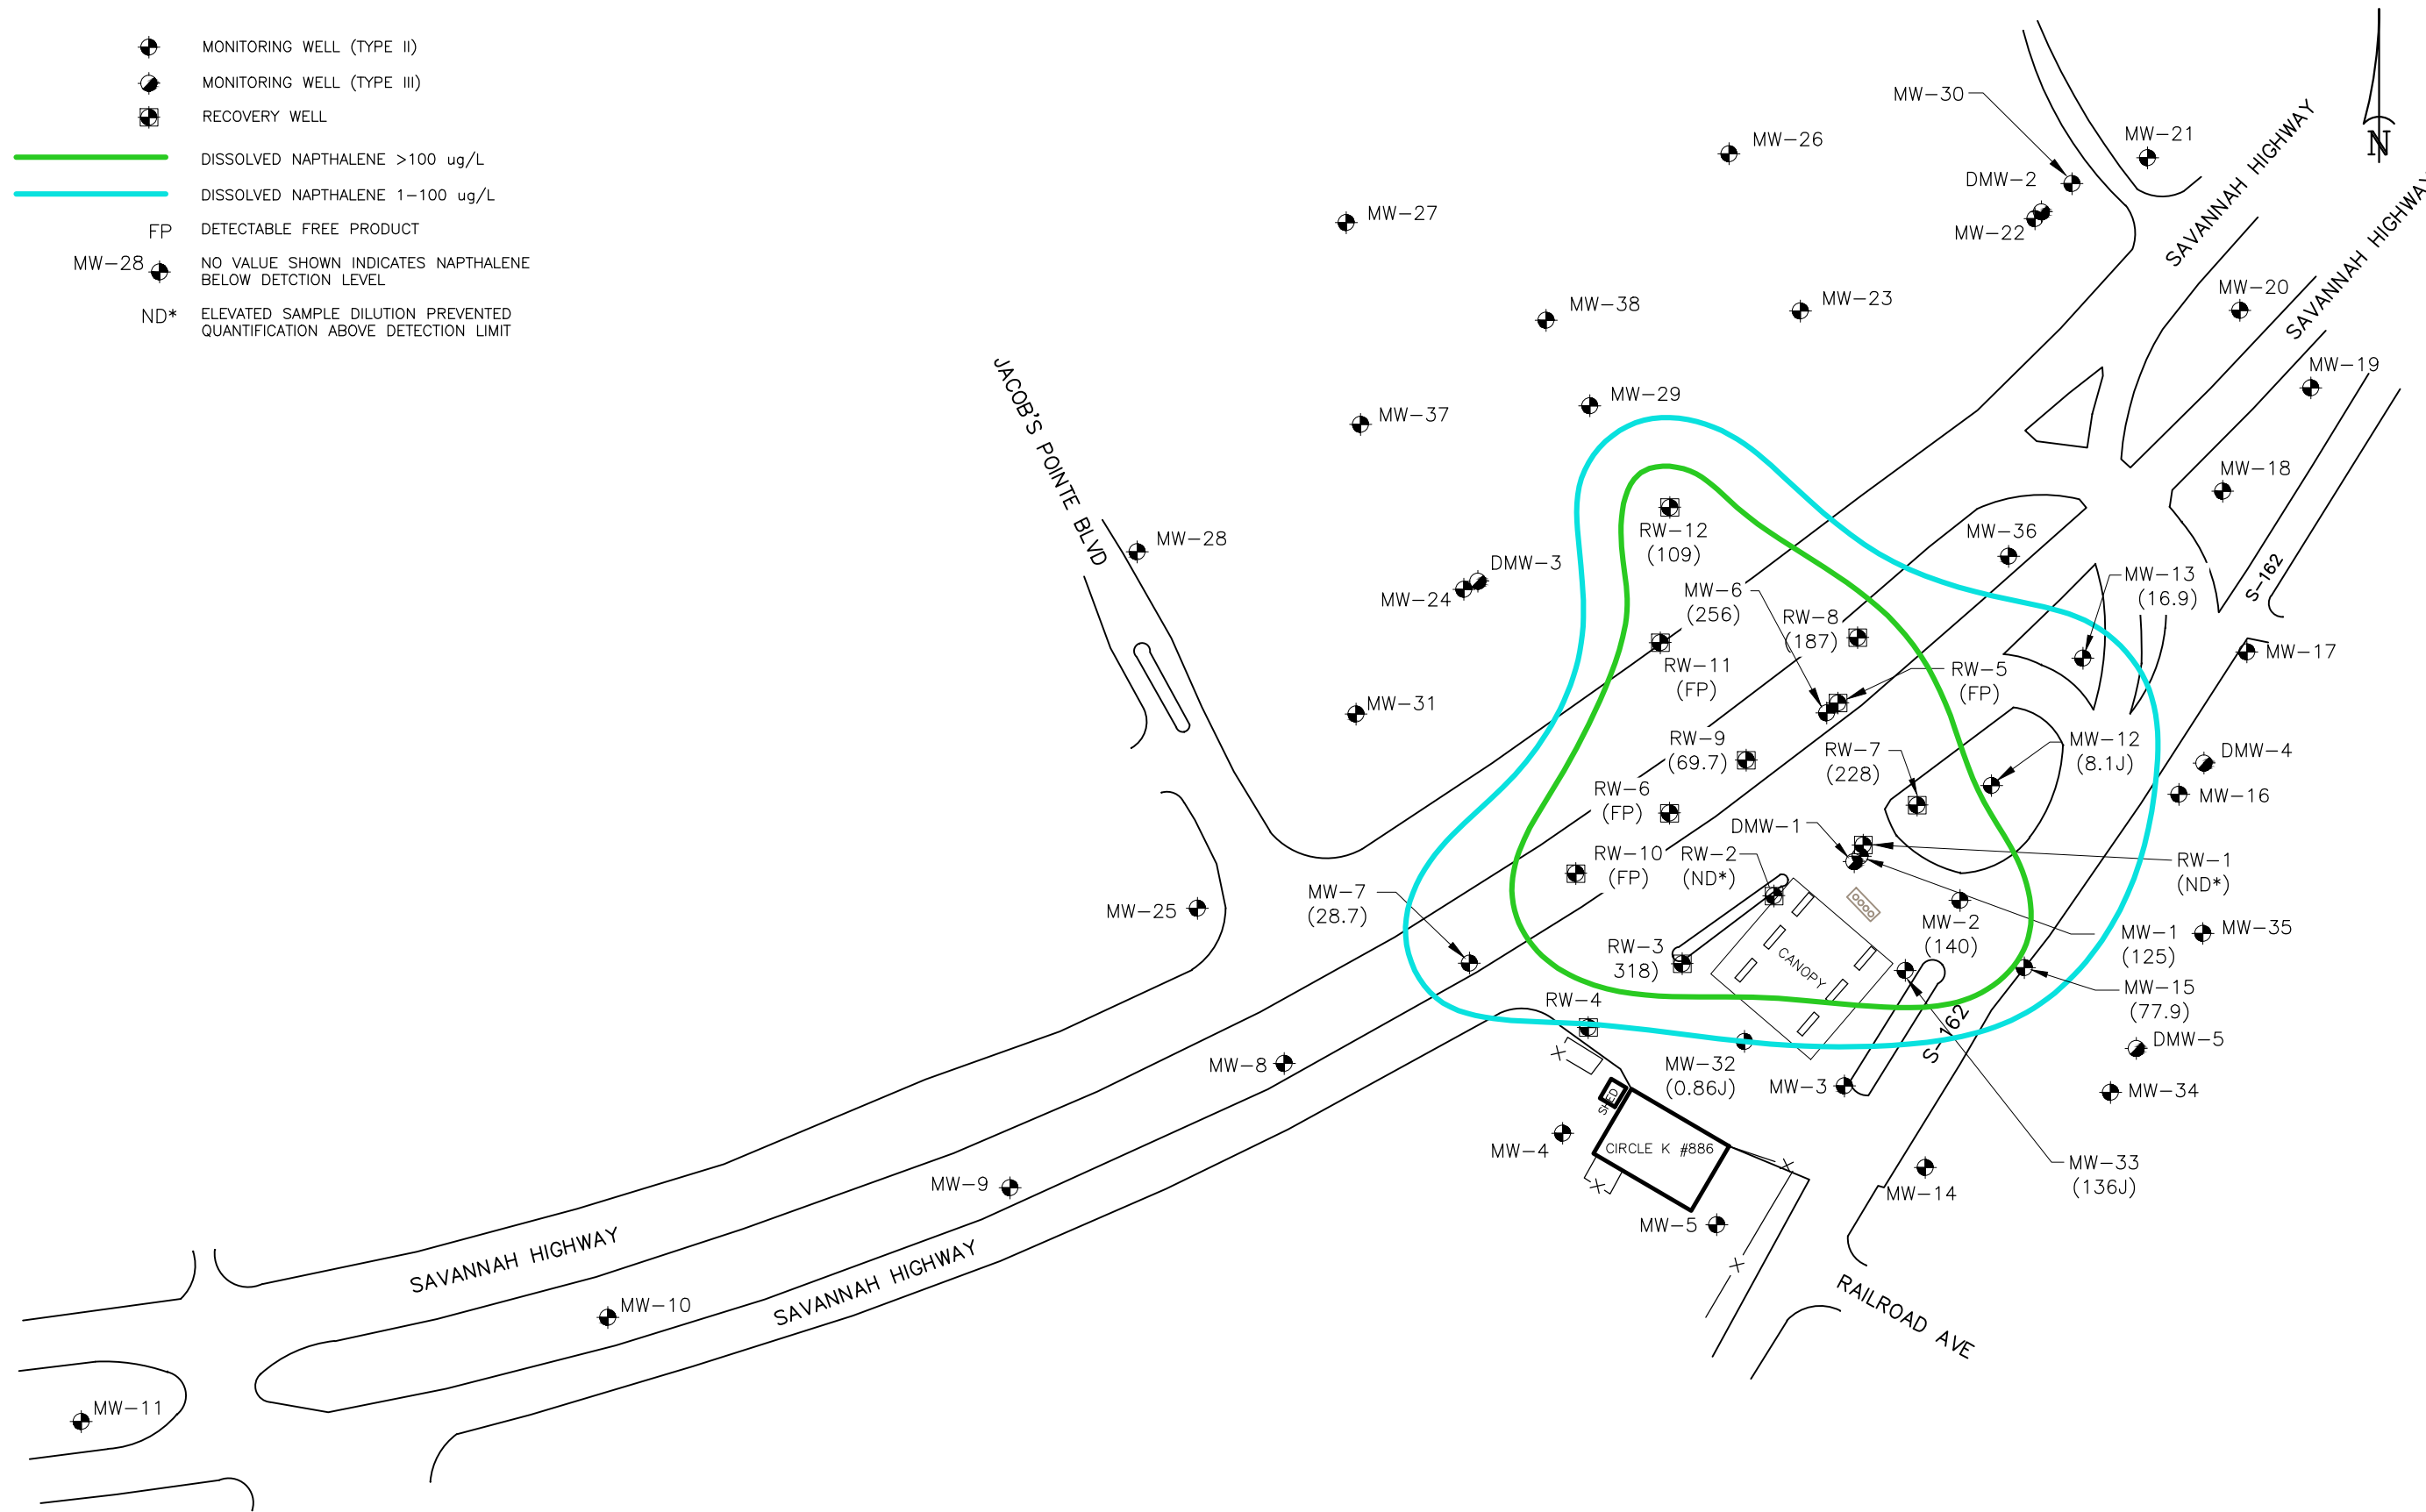 MONITORING WELL (TYPE II)
MONITORING WELL (TYPE III)
RECOVERY WELL
DISSOLVED NAPTHALENE >100 ug/L
DISSOLVED NAPTHALENE 1-100 ug/L
FP DETECTABLE FREE PRODUCT
MW-28 NO VALUE SHOWN INDICATES NAPTHALENE
BELOW DETCTION LEVEL
ND* ELEVATED SAMPLE DILUTION PREVENTED
QUANTIFICATION ABOVE DETECTION LIMIT
N
MW-30
MW-21
MW-26
DMW-2
MW-27
MW-22
SAVANNAH HIGHWAY
SAVANNAH HIGHWAY
MW-20
MW-38
MW-23
MW-19
JACOB'S POINTE BLVD
MW-37
MW-29
MW-18
MW-28
RW-12
(109)
MW-36
DMW-3
MW-24
MW-6
(256)
RW-8
(187)
MW-13
(16.9)
S-162
RW-11
(FP)
RW-5
(FP)
MW-17
MW-31
RW-9
(69.7)
RW-7
(228)
MW-12
(8.1J)
DMW-4
RW-6
(FP)
MW-16
DMW-1
RW-10
(FP)
RW-2
(ND*)
RW-1
(ND*)
MW-7
(28.7)
MW-25
MW-2
(140)
MW-1
(125)
MW-35
RW-3
318)
CANOPY
MW-15
(77.9)
RW-4
S-162
DMW-5
MW-8
X
MW-32
(0.86J)
MW-3
MW-34
SHED
MW-4
CIRCLE K #886
X
X
MW-33
(136J)
MW-14
MW-9
MW-5
X
SAVANNAH HIGHWAY
SAVANNAH HIGHWAY
RAILROAD AVE
MW-10
MW-11